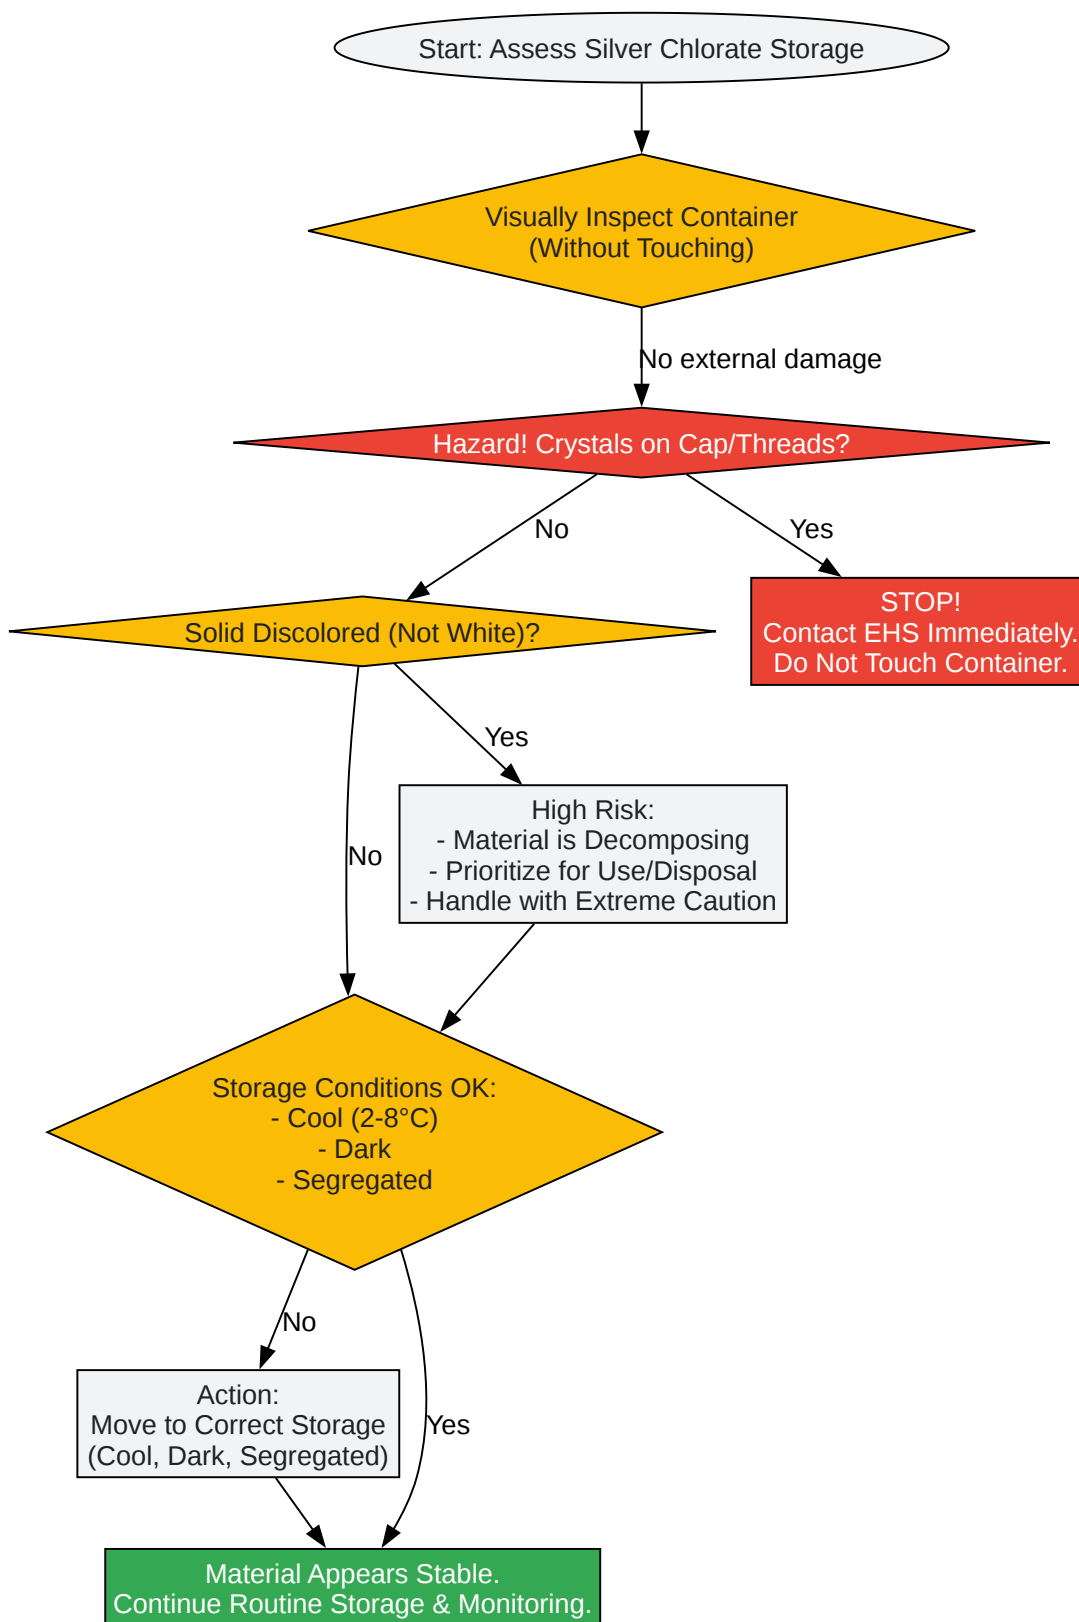 Start: Assess Silver Chlorate Storage
Visually Inspect Container
(Without Touching)
No external damage
Hazard! Crystals on Cap/Threads?
No
Yes
Solid Discolored (Not White)?
STOP!
Contact EHS Immediately.
Do Not Touch Container.
Yes
No
High Risk:
- Material is Decomposing
- Prioritize for Use/Disposal
- Handle with Extreme Caution
Storage Conditions OK:
- Cool (2-8°C)
- Dark
- Segregated
No
Yes
Action:
Move to Correct Storage
(Cool, Dark, Segregated)
Material Appears Stable.
Continue Routine Storage & Monitoring.